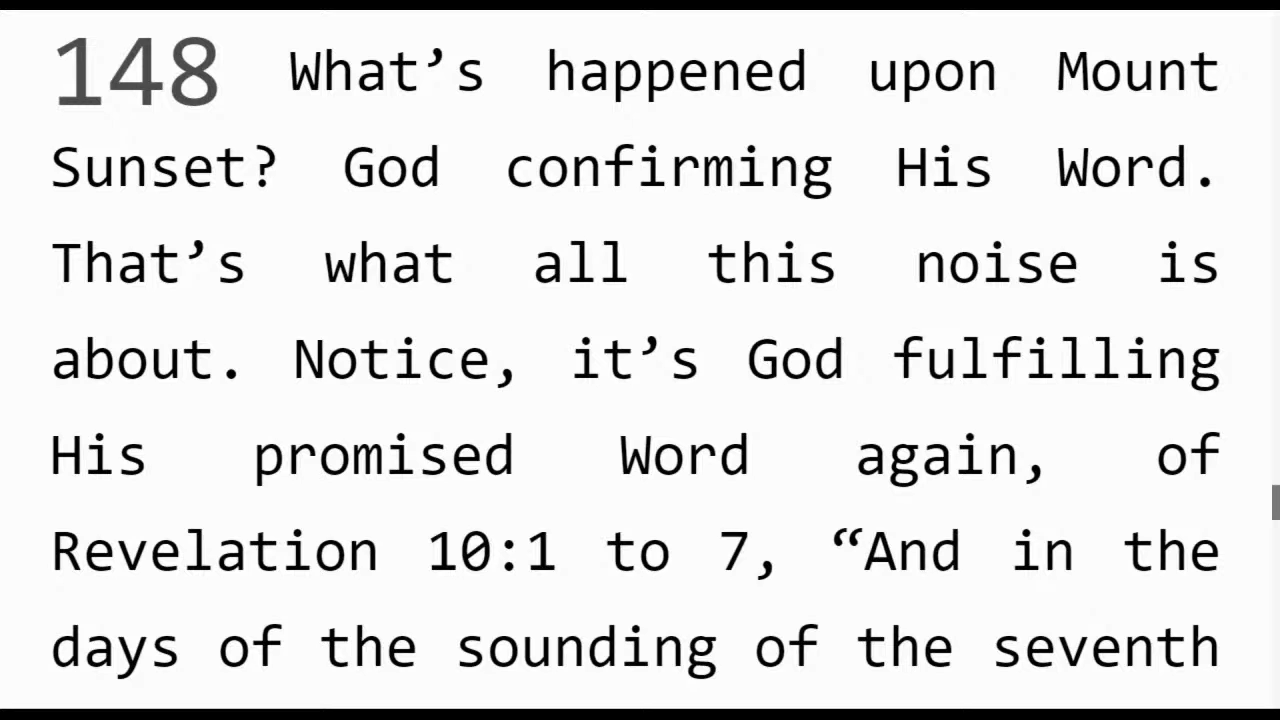 148 What’s happened upon Mount
Sunset? God confirming His Word.
That’s what all this noise is
about. Notice, it’s God fulfilling
His promised Word again, of
Revelation 10:1 to 7, “And in the
days of the sounding of the seventh